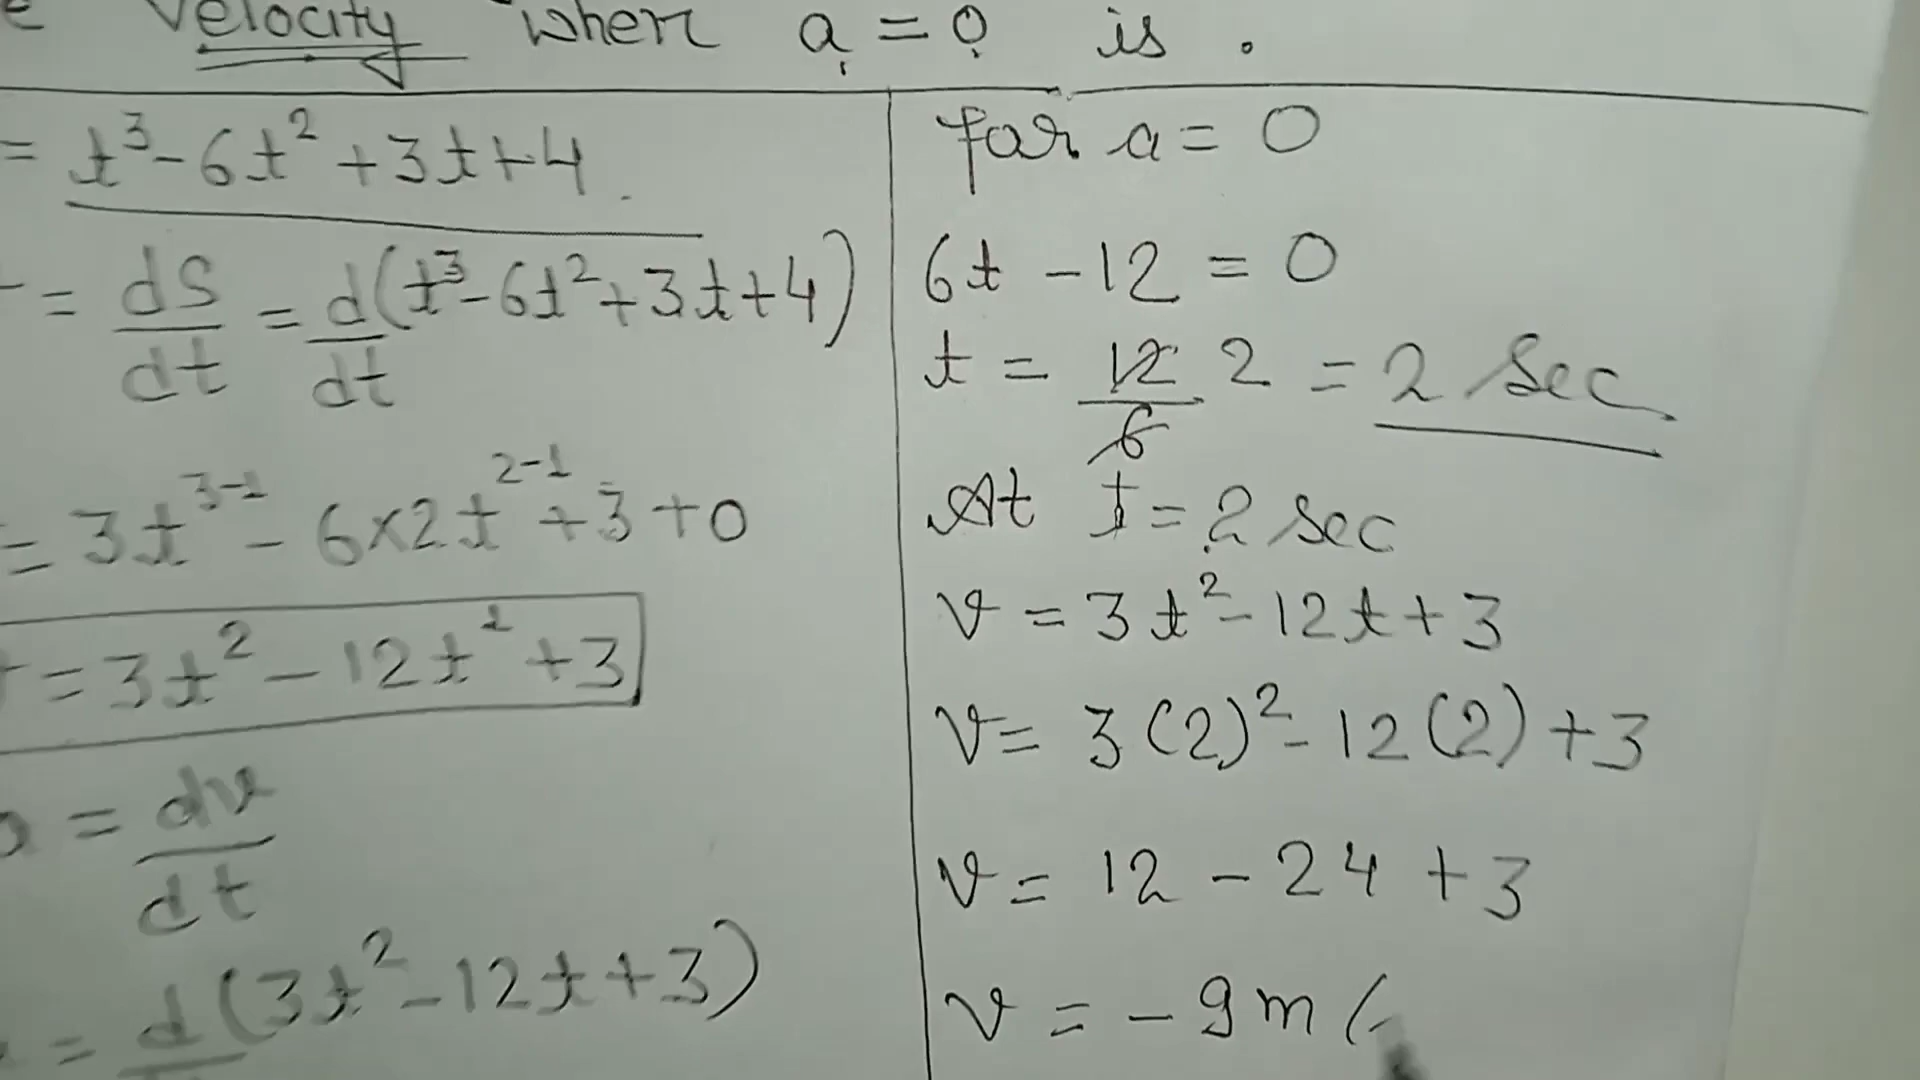 velocity when a = 0 is .
= t³ - 6t² + 3t + 4
= ds/dt = d/dt (t³ - 6t² + 3t + 4)
= 3t³⁻¹ - 6×2t²⁻¹ + 3 + 0
= 3t² - 12t¹ + 3
= dv/dt
= d (3t² - 12t + 3)
for a = 0
6t - 12 = 0
t = 12/6 2 = 2 sec
At t = 2 sec
v = 3t² - 12t + 3
v = 3(2)² - 12(2) + 3
v = 12 - 24 + 3
v = - 9 m /